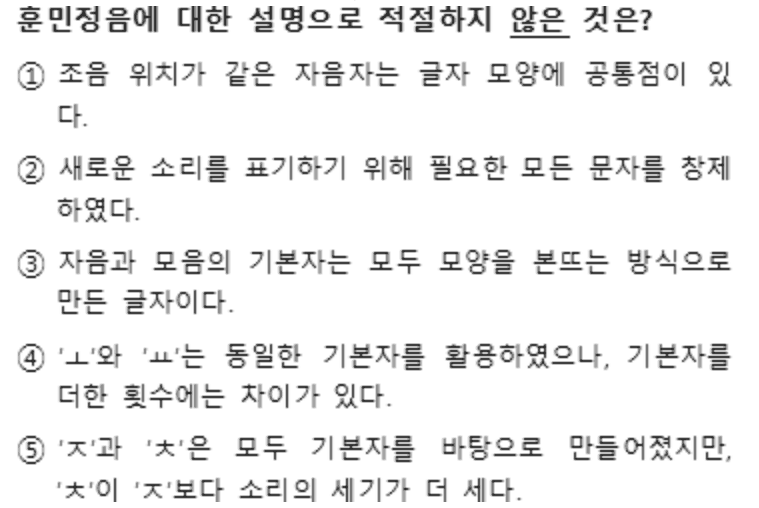 훈민정음에 대한 설명으로 적절하지 않은 것은?
① 조음 위치가 같은 자음자는 글자 모양에 공통점이 있
다.
② 새로운 소리를 표기하기 위해 필요한 모든 문자를 창제
하였다.
③ 자음과 모음의 기본자는 모두 모양을 본뜨는 방식으로
만든 글자이다.
④ 'ㅗ'와 'ㅛ'는 동일한 기본자를 활용하였으나, 기본자를
더한 횟수에는 차이가 있다.
⑤ 'ㅈ'과 'ㅊ'은 모두 기본자를 바탕으로 만들어졌지만,
'ㅊ'이 'ㅈ'보다 소리의 세기가 더 세다.